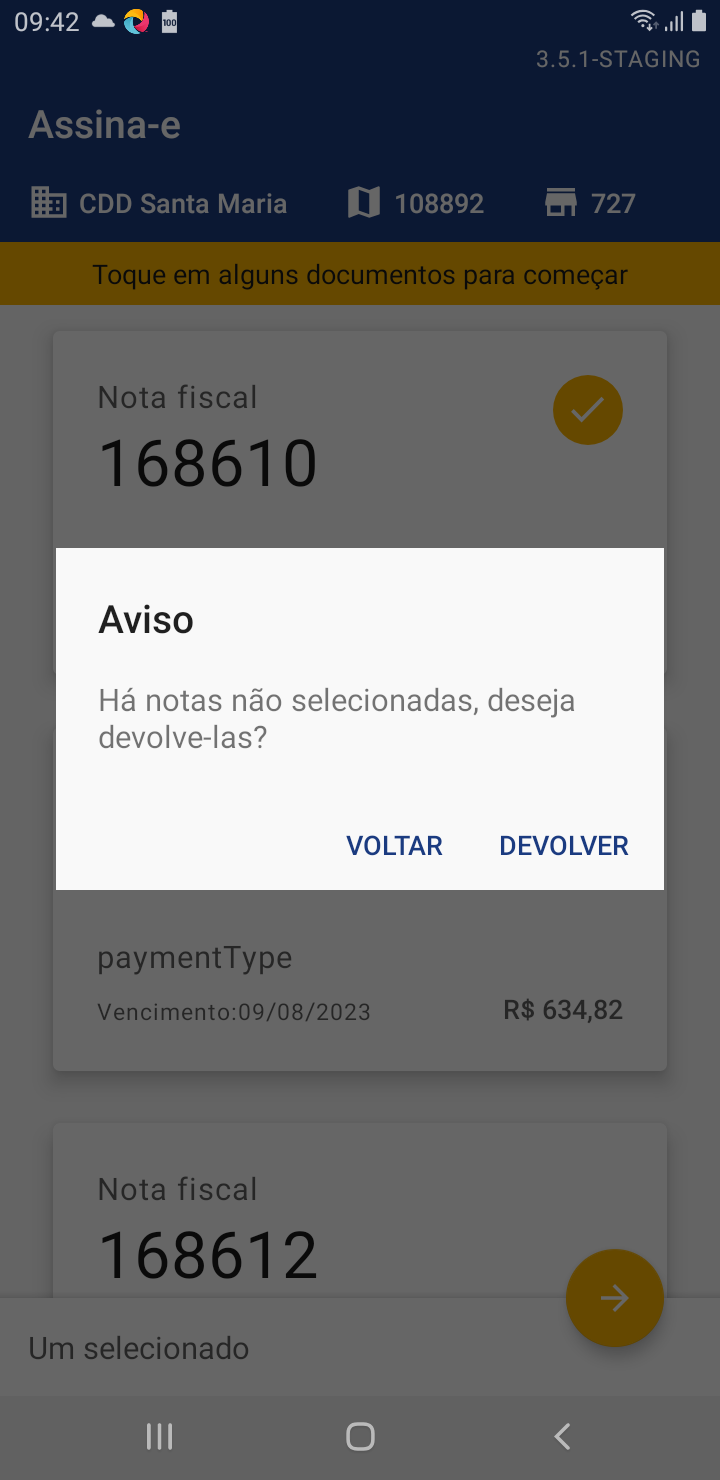 09:42
100
3.5.1-STAGING
Assina-e
CDD Santa Maria 108892 727
Toque em alguns documentos para começar
Nota fiscal
168610
Aviso
Há notas não selecionadas, deseja
devolve-las?
VOLTAR DEVOLVER
paymentType
Vencimento:09/08/2023 R$ 634,82
Nota fiscal
168612
Um selecionado